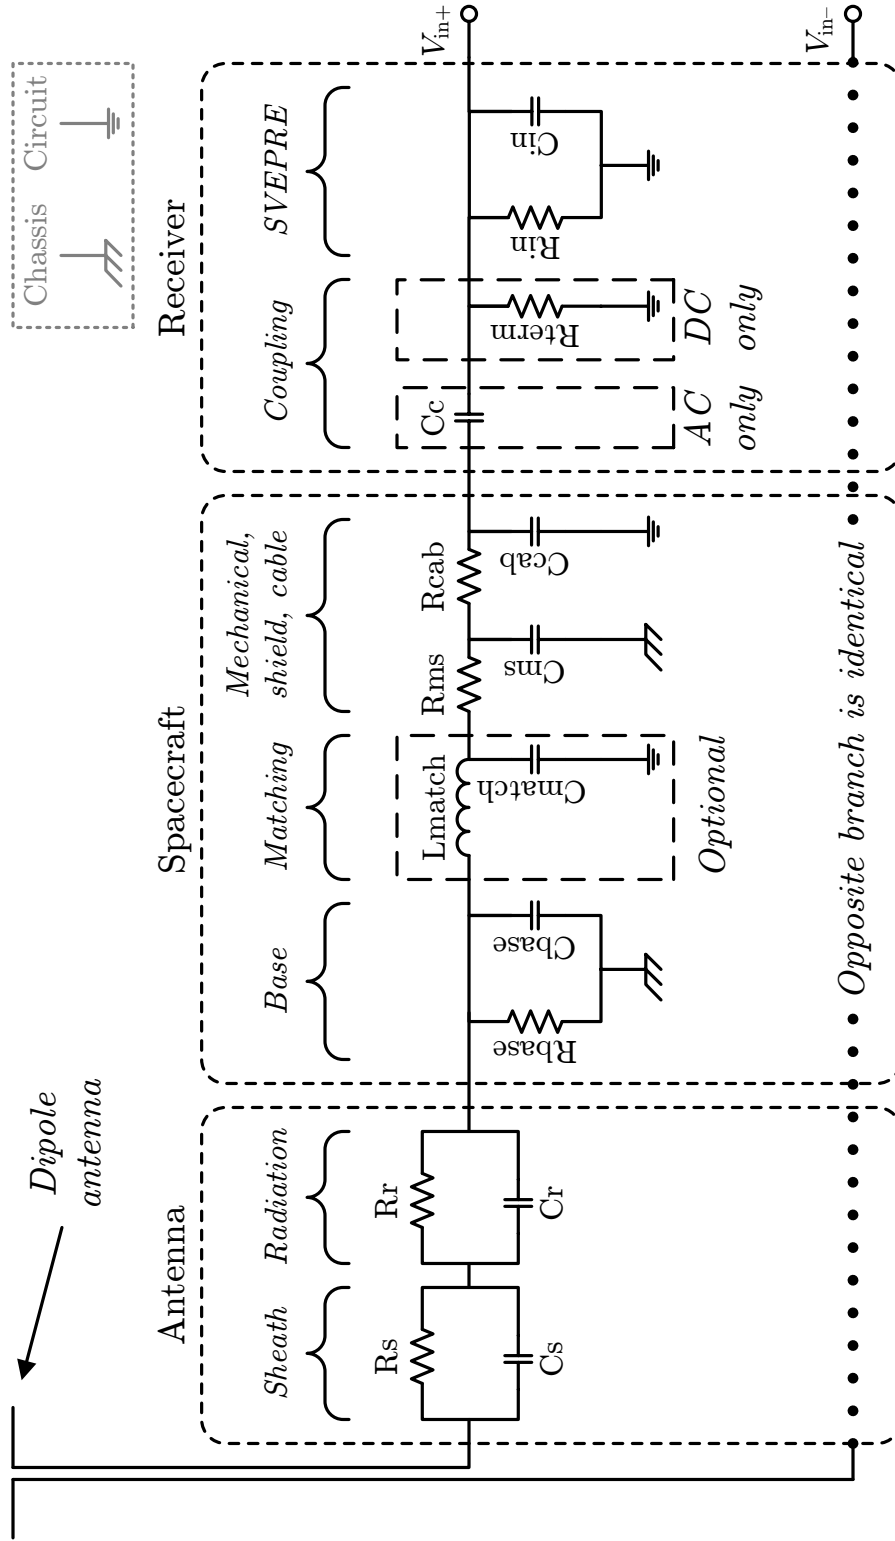 Dipole
antenna
Chassis
Circuit
Antenna
Spacecraft
Receiver
Sheath
Radiation
Base
Matching
Mechanical,
shield, cable
Coupling
SVEPRE
Rs
Cs
Rr
Cr
Rbase
Cbase
Lmatch
Cmatch
Optional
Rms
Cms
Rcab
Ccab
Cc
AC
only
Rterm
DC
only
Rin
Cin
Vin+
Opposite branch is identical
Vin−